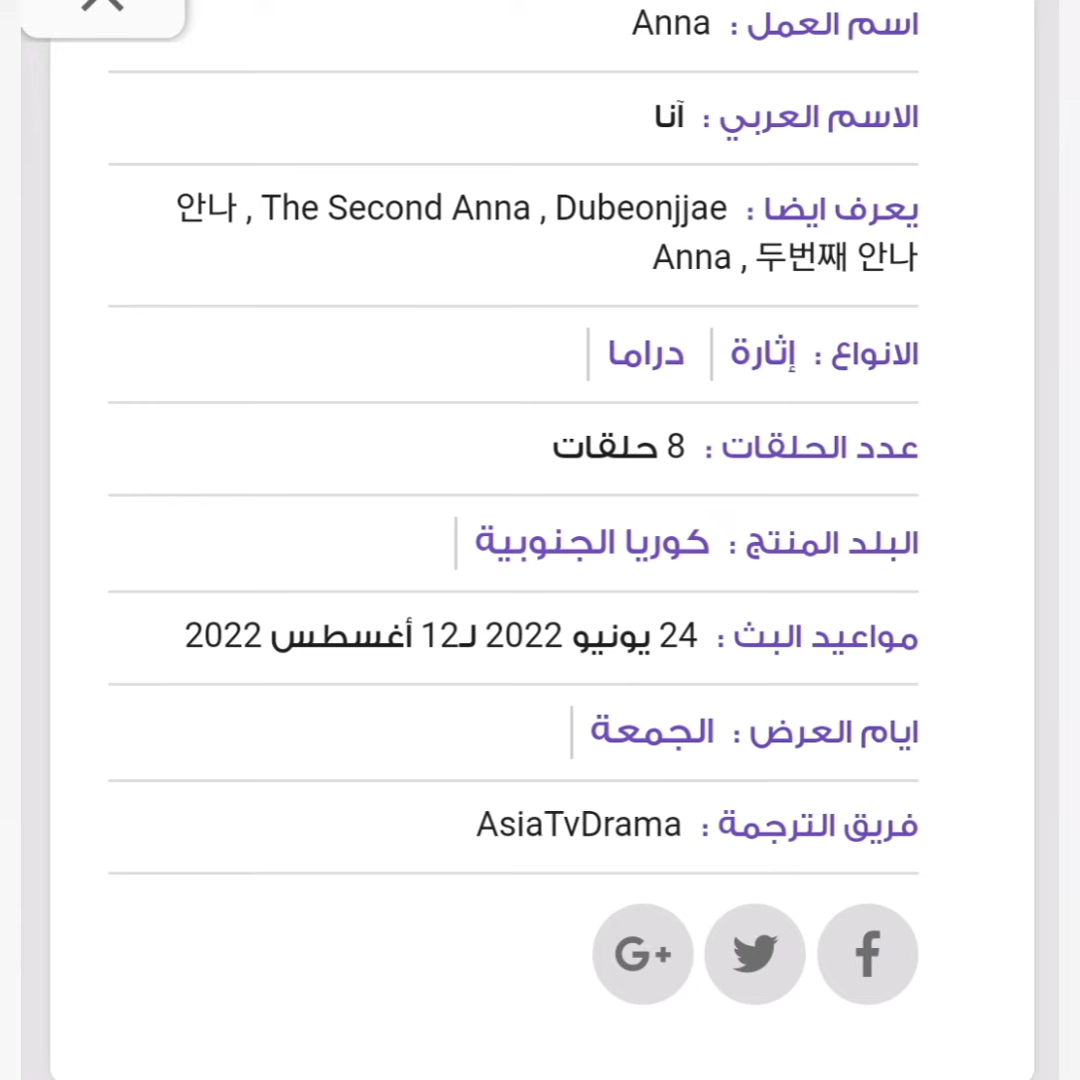 اسم العمل : Anna
الاسم العربي : آنا
يعرف ايضا : 안나 , The Second Anna , Dubeonjjae
Anna , 두번째 안나
الانواع : إثارة دراما
عدد الحلقات : 8 حلقات
البلد المنتج : كوريا الجنوبية
مواعيد البث : 24 يونيو 2022 لـ12 أغسطس 2022
ايام العرض : الجمعة
فريق الترجمة : AsiaTvDrama
f G+